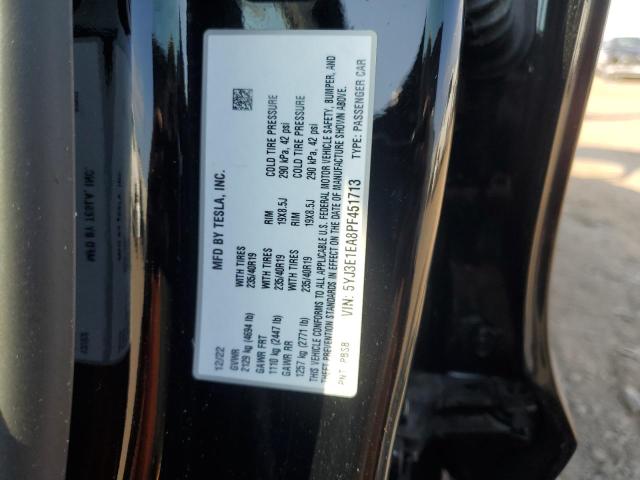 12/22 MFD BY TESLA, INC.
GVWR
2129 kg (4694 lb) WITH TIRES 235/40R19 RIM 19X8.5J COLD TIRE PRESSURE 290 kPa, 42 psi
GAWR FRT
1110 kg (2447 lb) WITH TIRES 235/40R19
GAWR RR
1257 kg (2771 lb) WITH TIRES 235/40R19 RIM 19X8.5J COLD TIRE PRESSURE 290 kPa, 42 psi
THIS VEHICLE CONFORMS TO ALL APPLICABLE U.S. FEDERAL MOTOR VEHICLE SAFETY, BUMPER, AND
THEFT PREVENTION STANDARDS IN EFFECT ON THE DATE OF MANUFACTURE SHOWN ABOVE.
PNT: PBSB VIN: 5YJ3E1EA8PF451713 TYPE: PASSENGER CAR